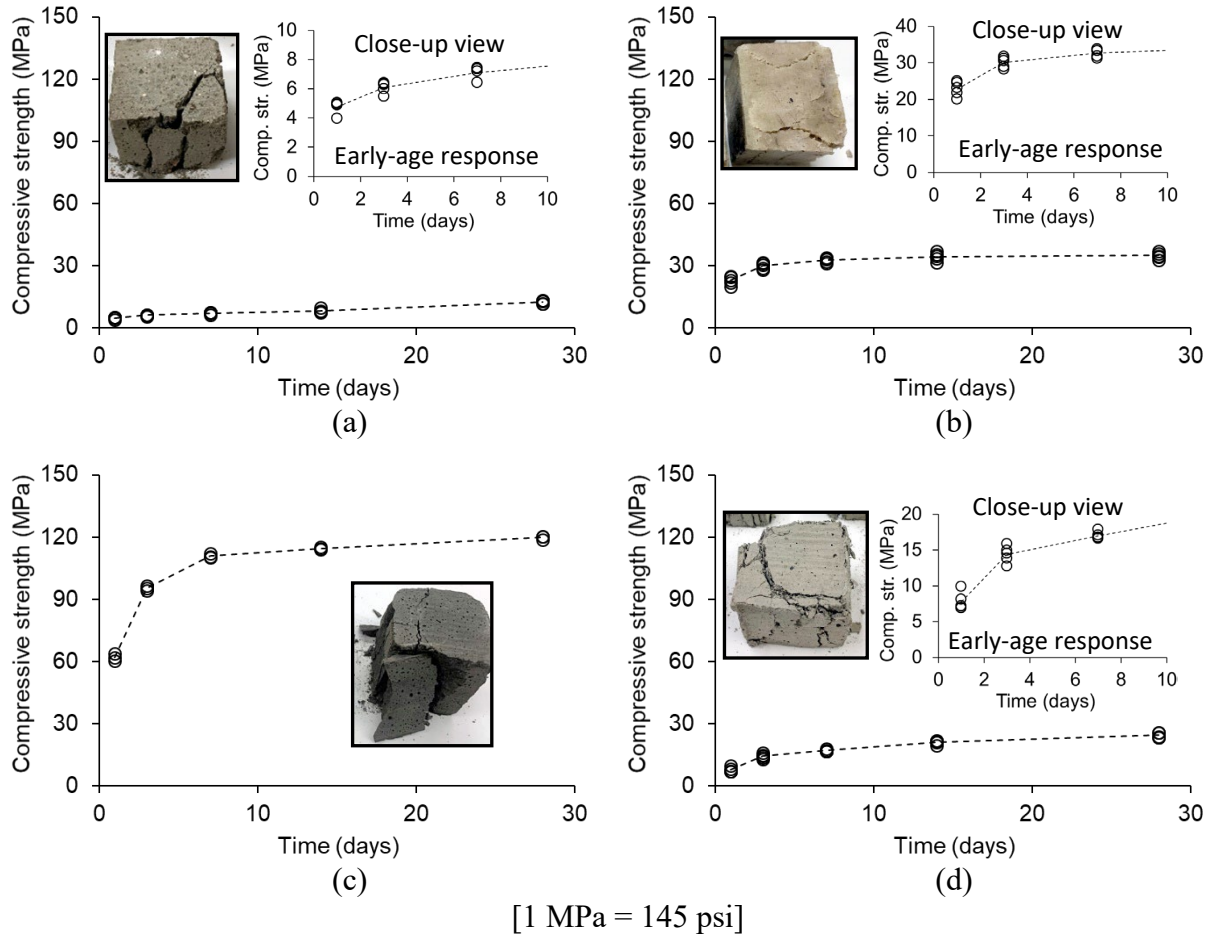 150
120
90
60
30
0
Compressive strength (MPa)
10
8
6
4
2
0
Comp. str. (MPa)
Close-up view
Early-age response
0 2 4 6 8 10
Time (days)
0 10 20 30
Time (days)
(a)
150
120
90
60
30
0
Compressive strength (MPa)
40
30
20
10
0
Comp. str. (MPa)
Close-up view
Early-age response
0 2 4 6 8 10
Time (days)
0 10 20 30
Time (days)
(b)
150
120
90
60
30
0
Compressive strength (MPa)
0 10 20 30
Time (days)
(c)
150
120
90
60
30
0
Compressive strength (MPa)
20
15
10
5
0
Comp. str. (MPa)
Close-up view
Early-age response
0 2 4 6 8 10
Time (days)
0 10 20 30
Time (days)
(d)
[1 MPa = 145 psi]